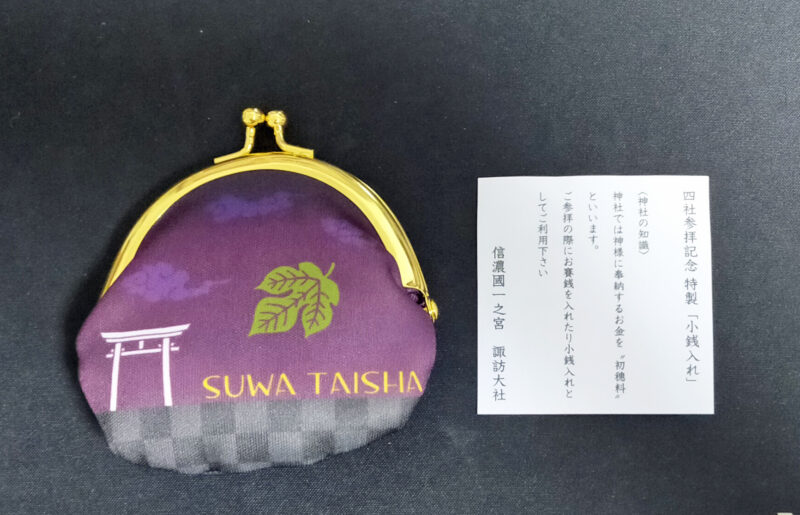 SUWA TAISHA
四社参拝記念 特製「小銭入れ」
〈神社の知識〉
神社では神様に奉納するお金を〝初穂料〟
といいます。
ご参拝の際にお賽銭を入れたり小銭入れと
してご利用下さい
信濃國一之宮 諏訪大社